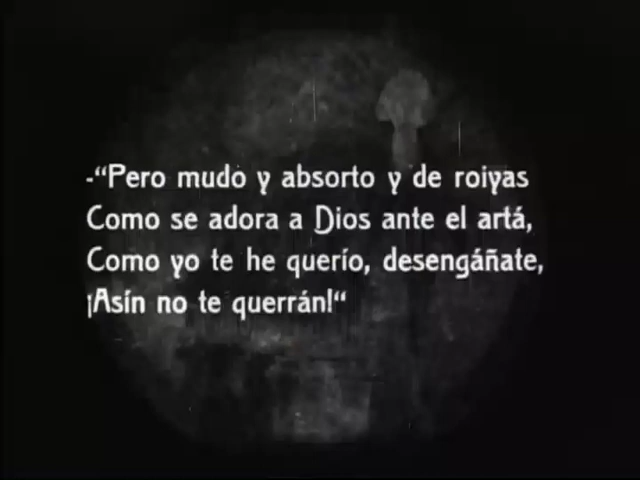 -“Pero mudo y absorto y de roiyas
Como se adora a Dios ante el artá,
Como yo te he querío, desengáñate,
¡Asín no te querrán!“